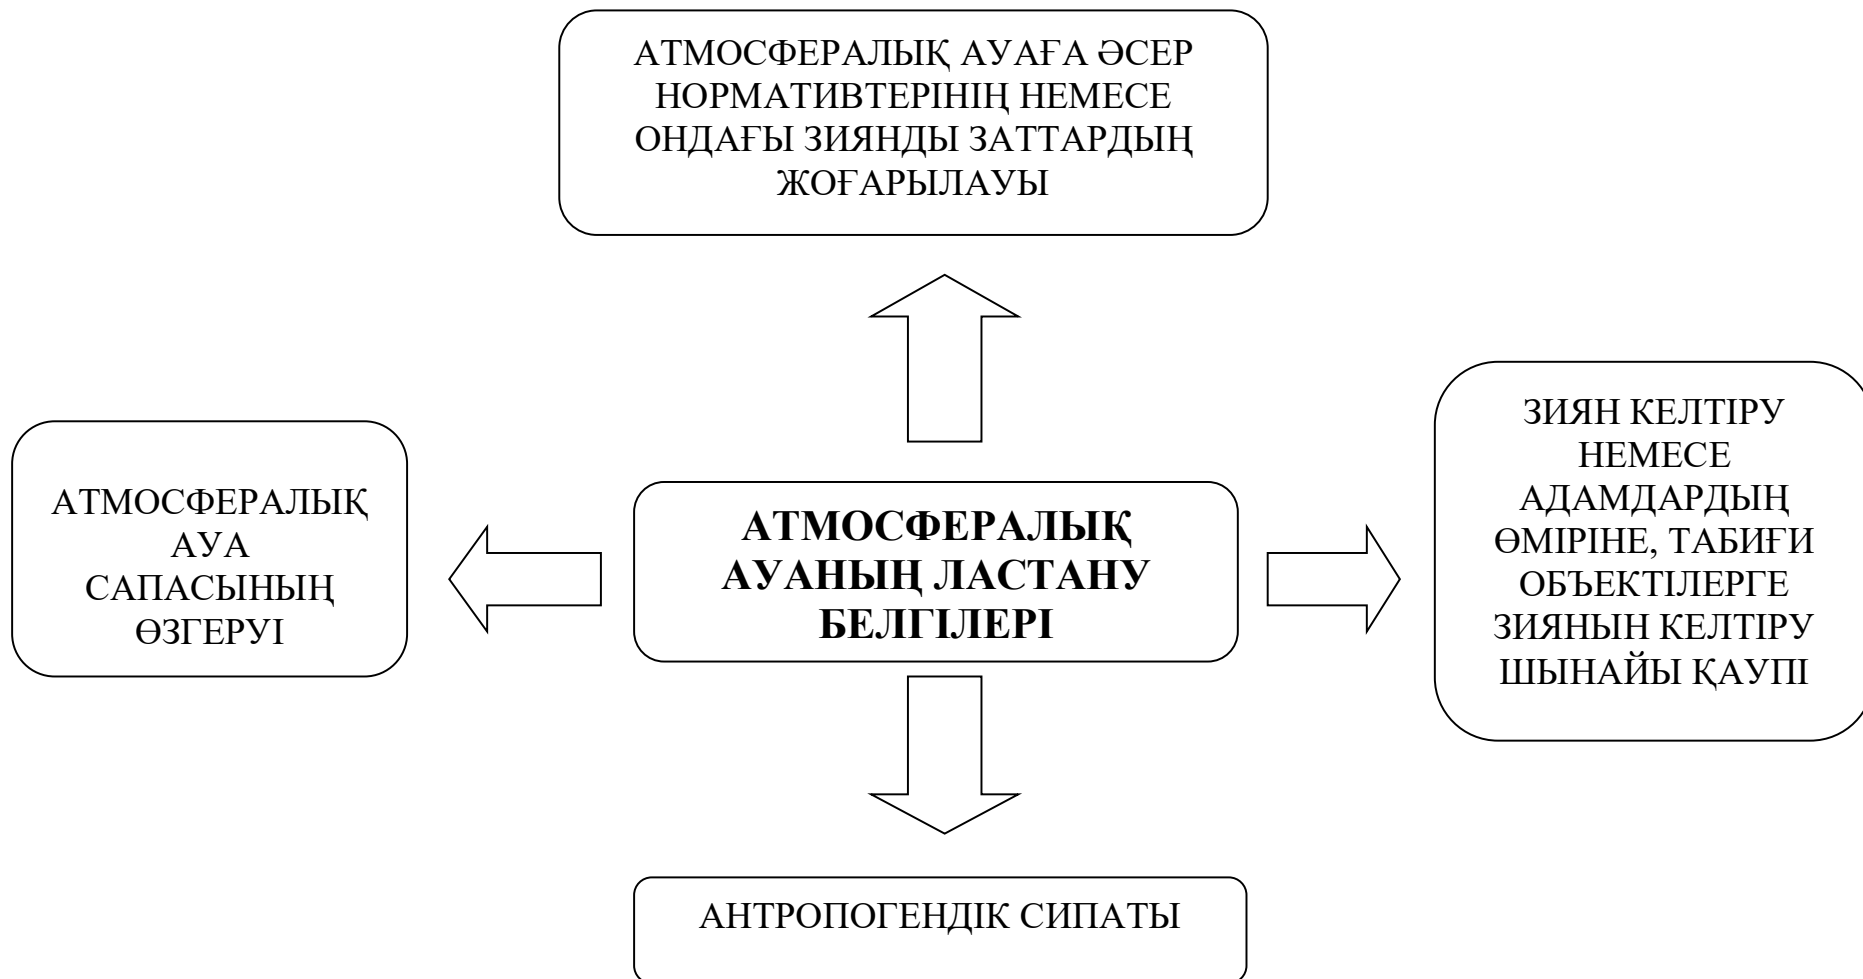 АТМОСФЕРАЛЫҚ АУАҒА ӘСЕР
НОРМАТИВТЕРІНІҢ НЕМЕСЕ
ОНДАҒЫ ЗИЯНДЫ ЗАТТАРДЫҢ
ЖОҒАРЫЛАУЫ
АТМОСФЕРАЛЫҚ
АУА
САПАСЫНЫҢ
ӨЗГЕРУІ
АТМОСФЕРАЛЫҚ
АУАНЫҢ ЛАСТАНУ
БЕЛГІЛЕРІ
ЗИЯН КЕЛТІРУ
НЕМЕСЕ
АДАМДАРДЫҢ
ӨМІРІНЕ, ТАБИҒИ
ОБЪЕКТІЛЕРГЕ
ЗИЯНЫН КЕЛТІРУ
ШЫНАЙЫ ҚАУПІ
АНТРОПОГЕНДІК СИПАТЫ